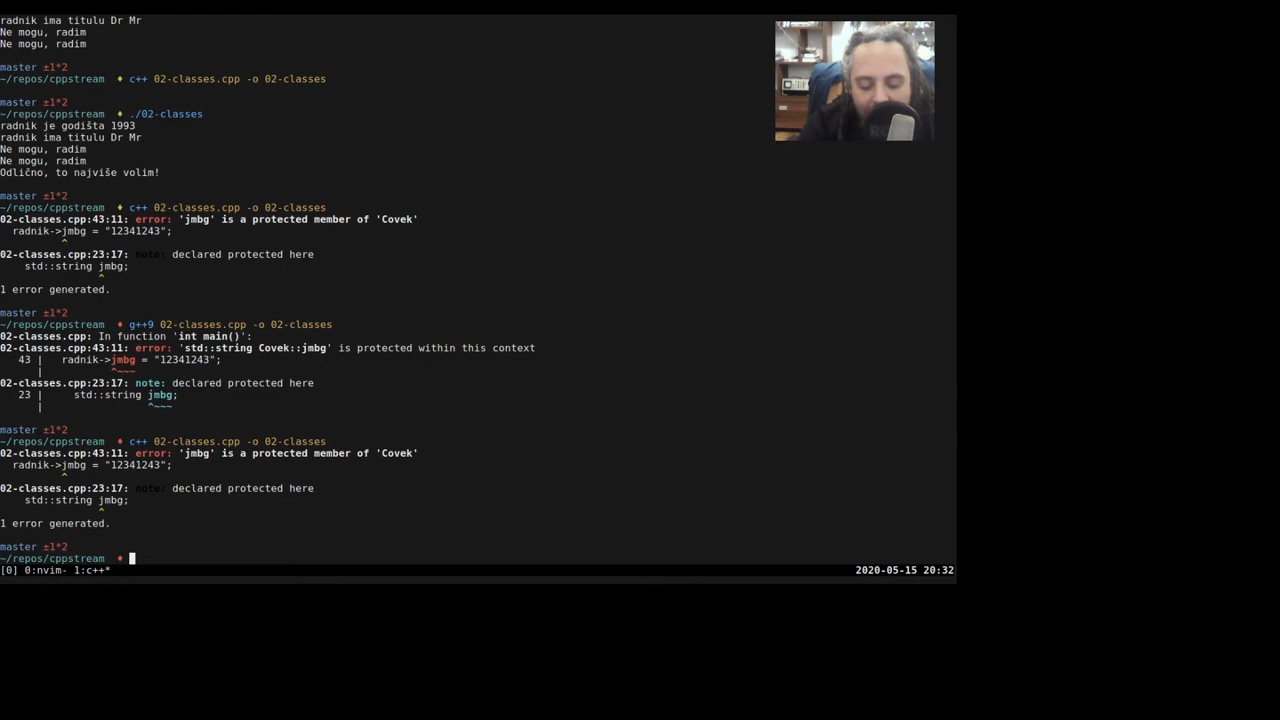 radnik ima titulu Dr Mr
Ne mogu, radim
Ne mogu, radim
master ±1*2
~/repos/cppstream ♦ c++ 02-classes.cpp -o 02-classes
master ±1*2
~/repos/cppstream ♦ ./02-classes
radnik je godišta 1993
radnik ima titulu Dr Mr
Ne mogu, radim
Ne mogu, radim
Odlično, to najviše volim!
master ±1*2
~/repos/cppstream ♦ c++ 02-classes.cpp -o 02-classes
02-classes.cpp:43:11: error: 'jmbg' is a protected member of 'Covek'
radnik->jmbg = "12341243";
^
02-classes.cpp:23:17: note: declared protected here
std::string jmbg;
^
1 error generated.
master ±1*2
~/repos/cppstream ♦ g++9 02-classes.cpp -o 02-classes
02-classes.cpp: In function 'int main()':
02-classes.cpp:43:11: error: 'std::string Covek::jmbg' is protected within this context
43 | radnik->jmbg = "12341243";
| ^~~~
02-classes.cpp:23:17: note: declared protected here
23 | std::string jmbg;
| ^~~~
master ±1*2
~/repos/cppstream ♦ c++ 02-classes.cpp -o 02-classes
02-classes.cpp:43:11: error: 'jmbg' is a protected member of 'Covek'
radnik->jmbg = "12341243";
^
02-classes.cpp:23:17: note: declared protected here
std::string jmbg;
^
1 error generated.
master ±1*2
~/repos/cppstream ♦
[0] 0:nvim- 1:c++* 2020-05-15 20:32